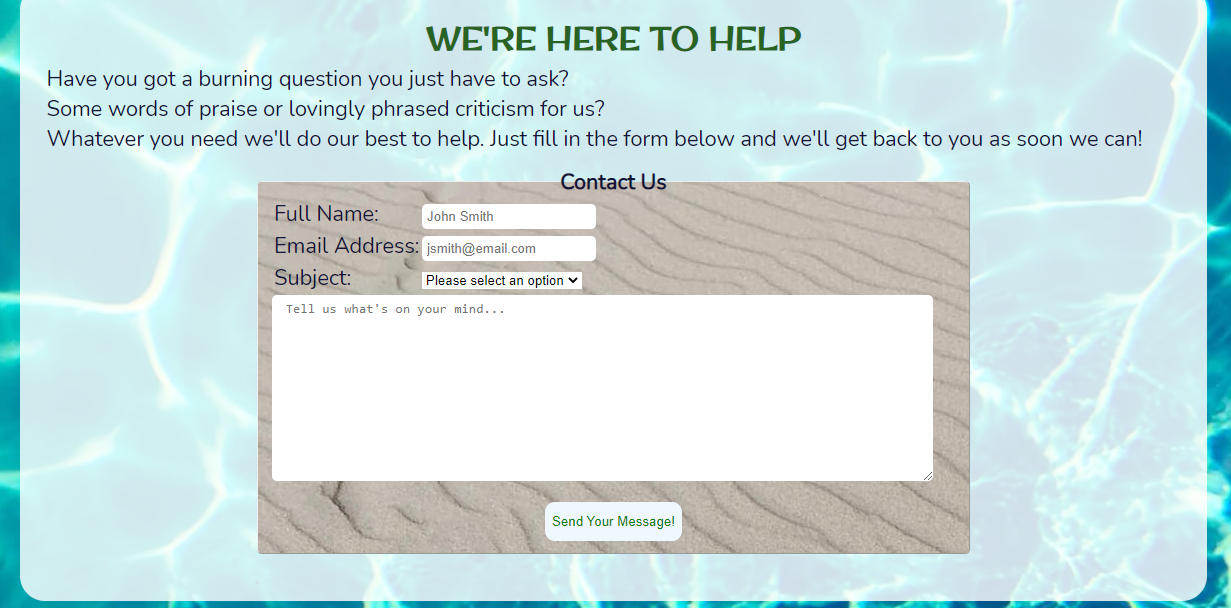 WE'RE HERE TO HELP
Have you got a burning question you just have to ask?
Some words of praise or lovingly phrased criticism for us?
Whatever you need we'll do our best to help. Just fill in the form below and we'll get back to you as soon we can!
Contact Us
Full Name: John Smith
Email Address: jsmith@email.com
Subject: Please select an option
Tell us what's on your mind...
Send Your Message!